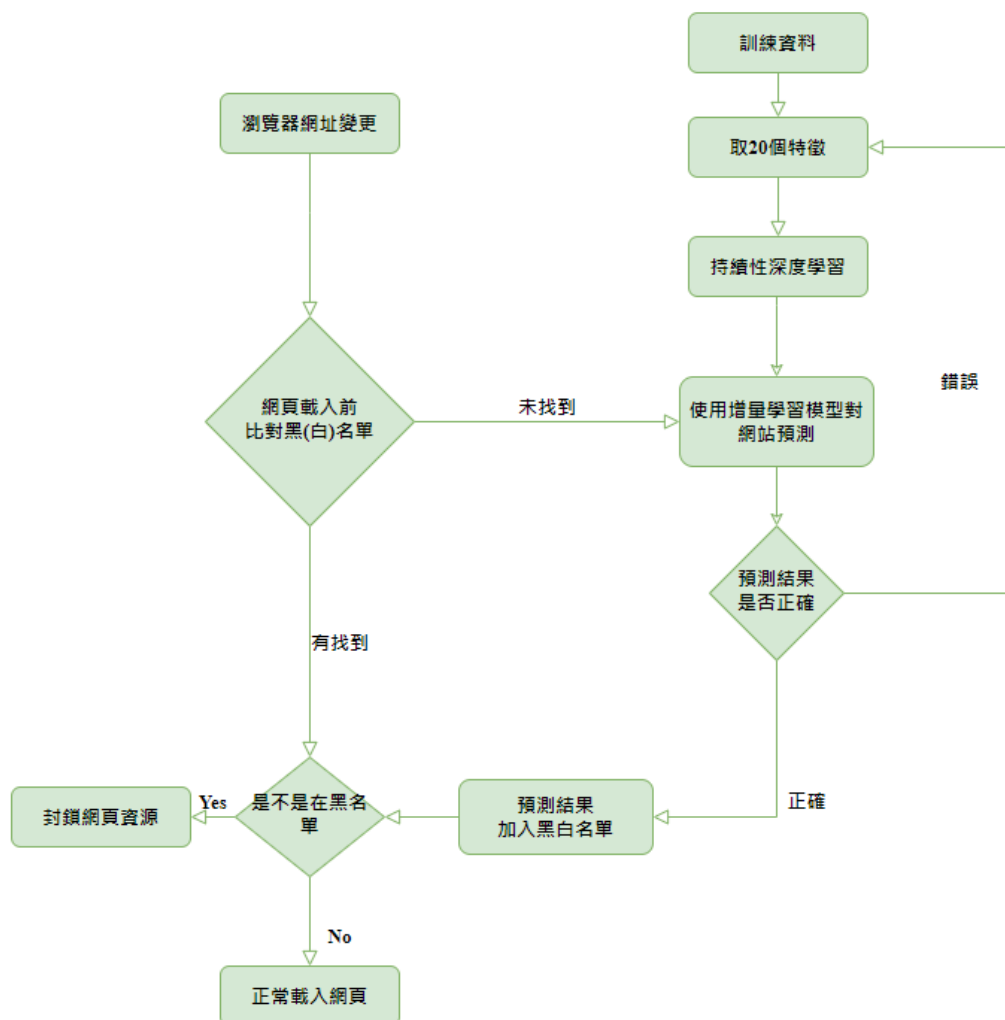 訓練資料
瀏覽器網址變更
取20個特徵
持續性深度學習
錯誤
網頁載入前
比對黑(白)名單
未找到
使用增量學習模型對
網站預測
預測結果
是否正確
有找到
是不是在黑名
單
Yes
封鎖網頁資源
預測結果
加入黑白名單
正確
No
正常載入網頁